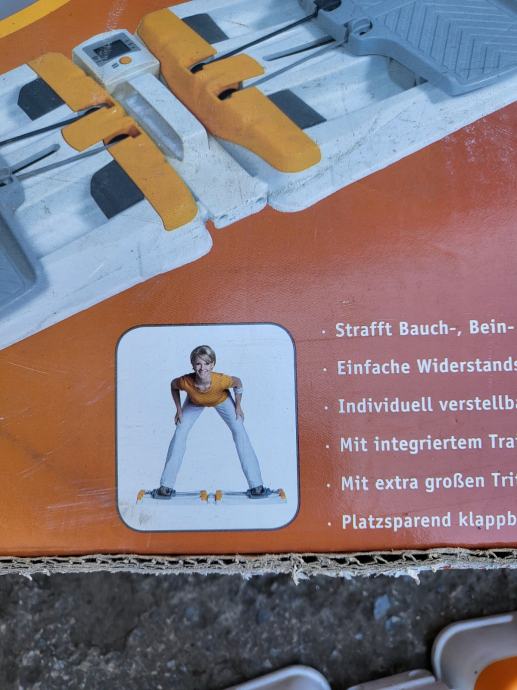 · Strafft Bauch-, Bein-
· Einfache Widerstands
· Individuell verstellba
· Mit integriertem Tra
· Mit extra großen Trit
· Platzsparend klappb